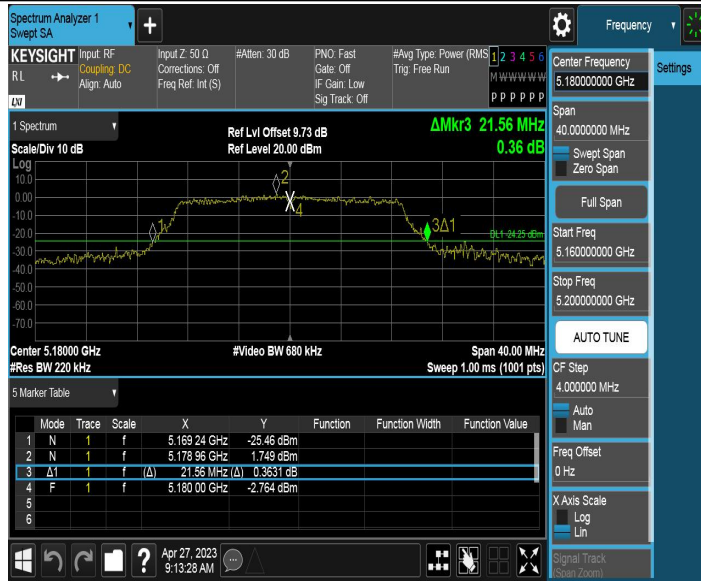 Spectrum Analyzer 1
Swept SA
+
Frequency
KEYSIGHT
RL
LXI
Input: RF
Coupling: DC
Align: Auto
Input Z: 50 Ω
Corrections: Off
Freq Ref: Int (S)
#Atten: 30 dB
PNO: Fast
Gate: Off
IF Gain: Low
Sig Track: Off
#Avg Type: Power (RMS
Trig: Free Run
1 2 3 4 5 6
M W W W W W
P P P P P P
Center Frequency
5.180000000 GHz
Settings
1 Spectrum
Scale/Div 10 dB
Ref Lvl Offset 9.73 dB
Ref Level 20.00 dBm
ΔMkr3 21.56 MHz
0.36 dB
Span
40.0000000 MHz
Swept Span
Zero Span
Log
10.0
0.00
-10.0
-20.0
-30.0
-40.0
-50.0
-60.0
-70.0
1
2
4
3Δ1
DL1 -24.25 dBm
Full Span
Start Freq
5.160000000 GHz
Stop Freq
5.200000000 GHz
AUTO TUNE
Center 5.18000 GHz
#Res BW 220 kHz
#Video BW 680 kHz
Span 40.00 MHz
Sweep 1.00 ms (1001 pts)
CF Step
4.000000 MHz
Auto
Man
5 Marker Table
Mode Trace Scale X Y Function Function Width Function Value
1 N 1 f 5.169 24 GHz -25.46 dBm
2 N 1 f 5.178 96 GHz 1.749 dBm
3 Δ1 1 f (Δ) 21.56 MHz (Δ) 0.3631 dB
4 F 1 f 5.180 00 GHz -2.764 dBm
5
6
Freq Offset
0 Hz
X Axis Scale
Log
Lin
Signal Track
(Span Zoom)
?
Apr 27, 2023
9:13:28 AM